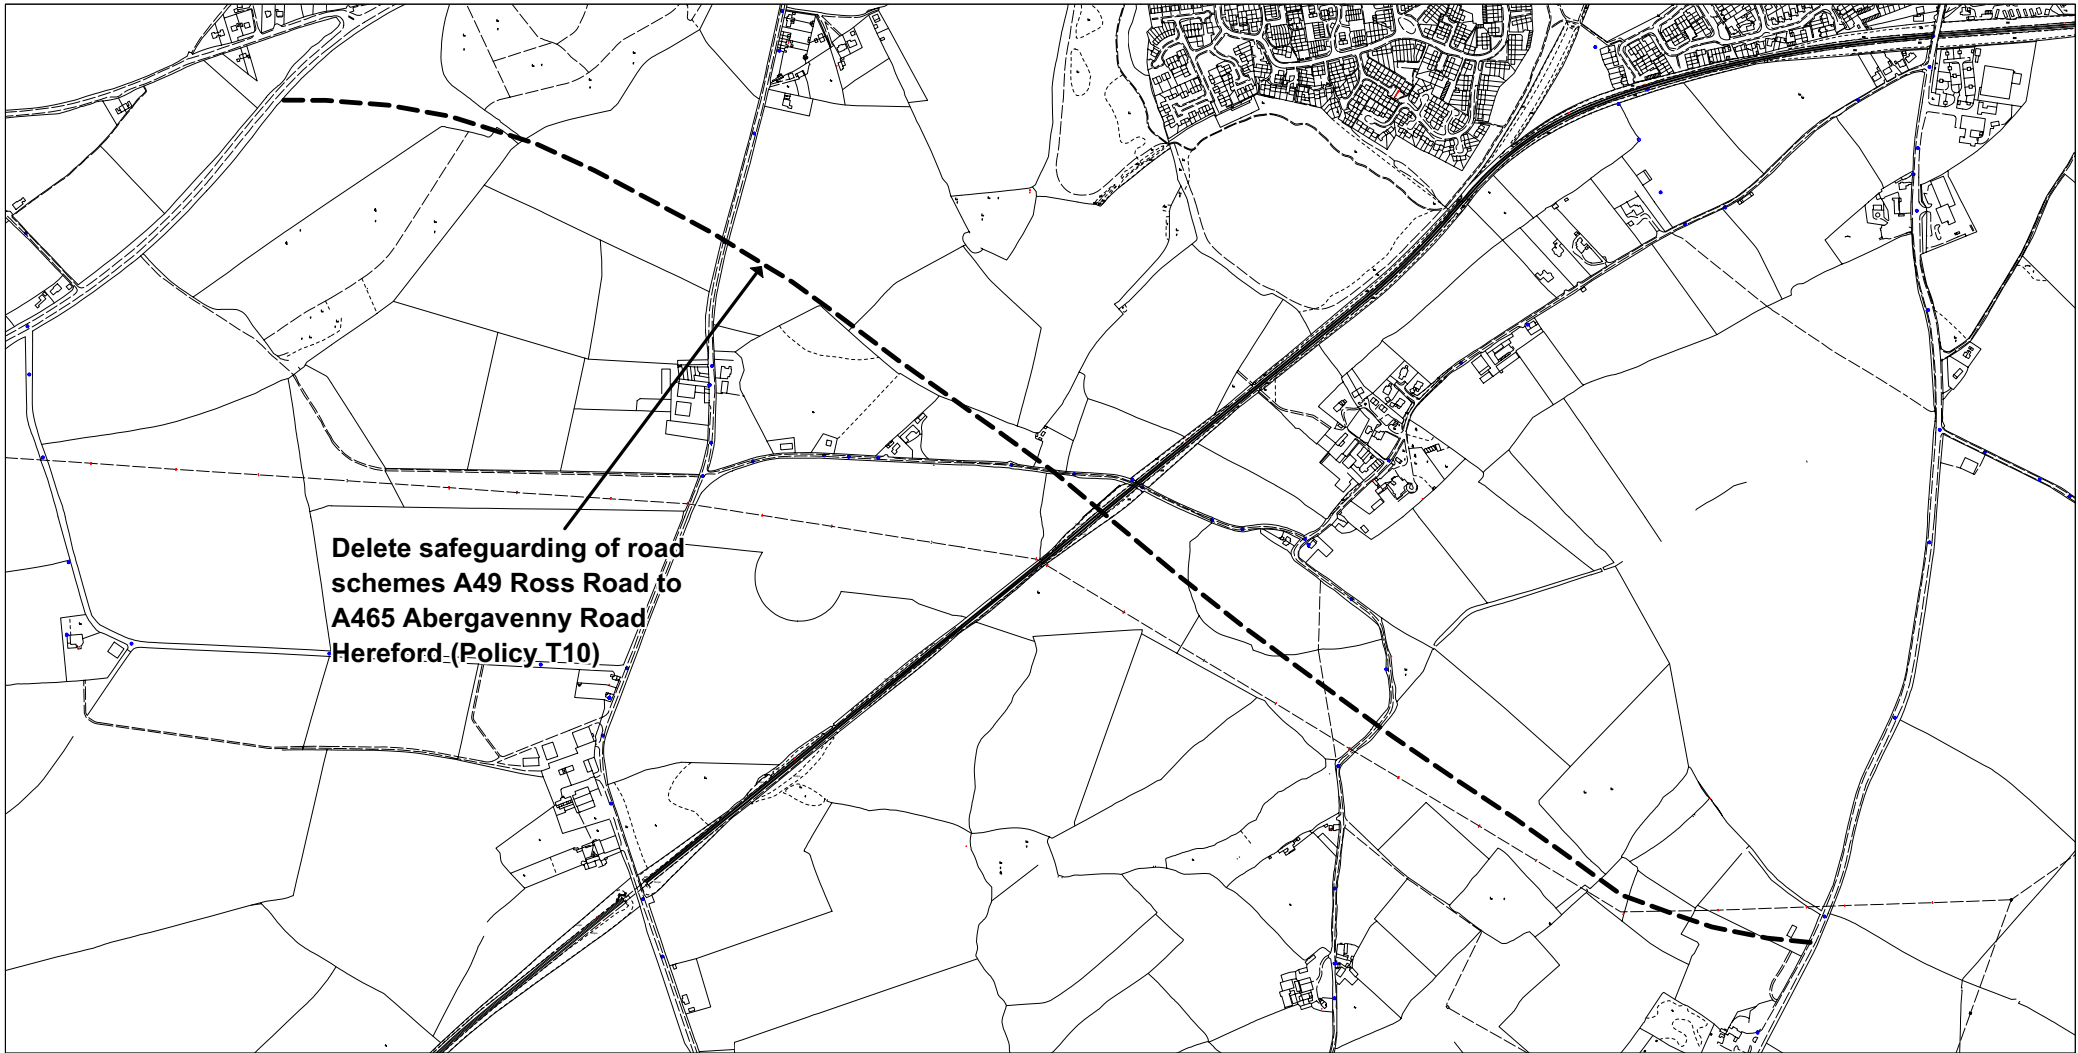 Delete safeguarding of road
schemes A49 Ross Road to
A465 Abergavenny Road
Hereford (Policy T10)